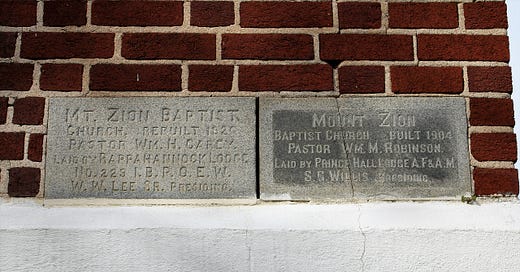 MT. ZION BAPTIST
CHURCH. REBUILT 1920
PASTOR WM. H. CAREY.
LAID BY RAPPAHANNOCK LODGE
NO. 223 I.B.P.O.E.W.
W. W. LEE SR. PRESIDING.
MOUNT ZION
BAPTIST CHURCH BUILT 1904
PASTOR WM. M. ROBINSON.
LAID BY PRINCE HALL LODGE A.F.&A.M.
S. G. WILLIS PRESIDING